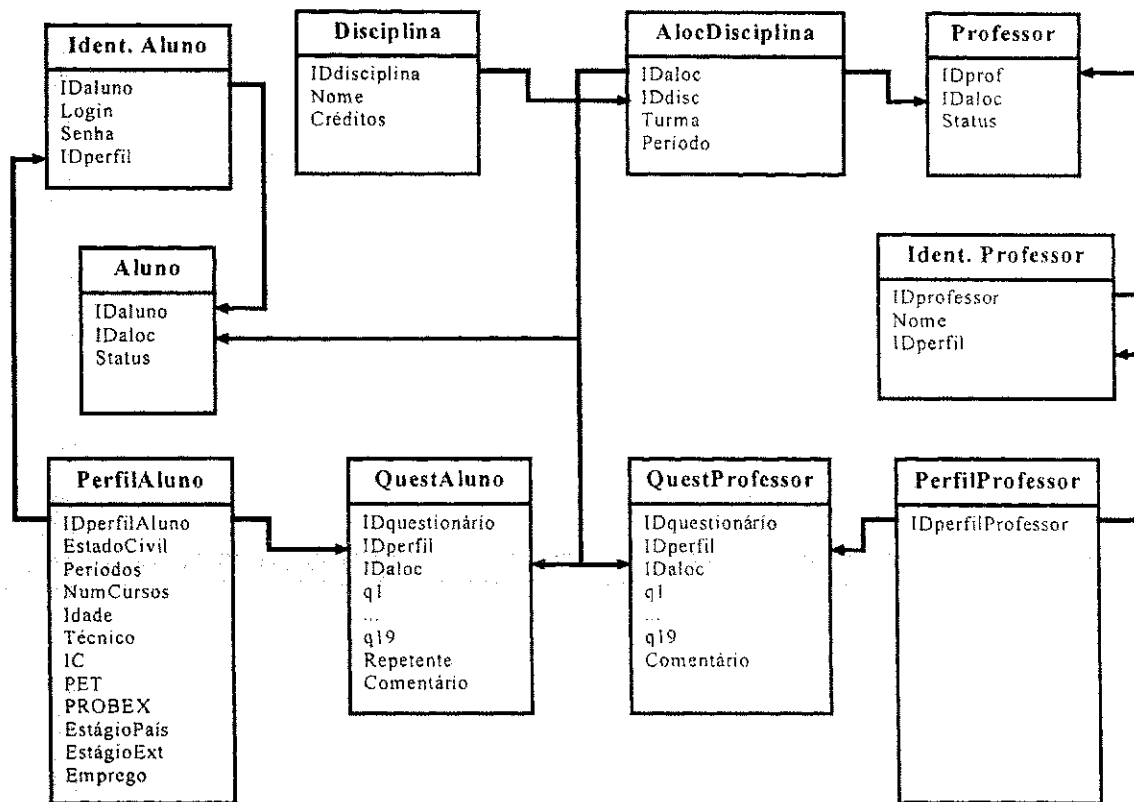 Ident. Aluno
IDaluno
Login
Senha
IDperfil
Disciplina
IDdisciplina
Nome
Créditos
AlocDisciplina
IDaloc
IDdisc
Turma
Período
Professor
IDprof
IDaloc
Status
Aluno
IDaluno
IDaloc
Status
Ident. Professor
IDprofessor
Nome
IDperfil
PerfilAluno
IDperfilAluno
EstadoCivil
Períodos
NumCursos
Idade
Técnico
IC
PET
PROBEX
EstágioPaís
EstágioExt
Emprego
QuestAluno
IDquestionário
IDperfil
IDaloc
q1
...
q19
Repetente
Comentário
QuestProfessor
IDquestionário
IDperfil
IDaloc
q1
...
q19
Comentário
PerfilProfessor
IDperfilProfessor